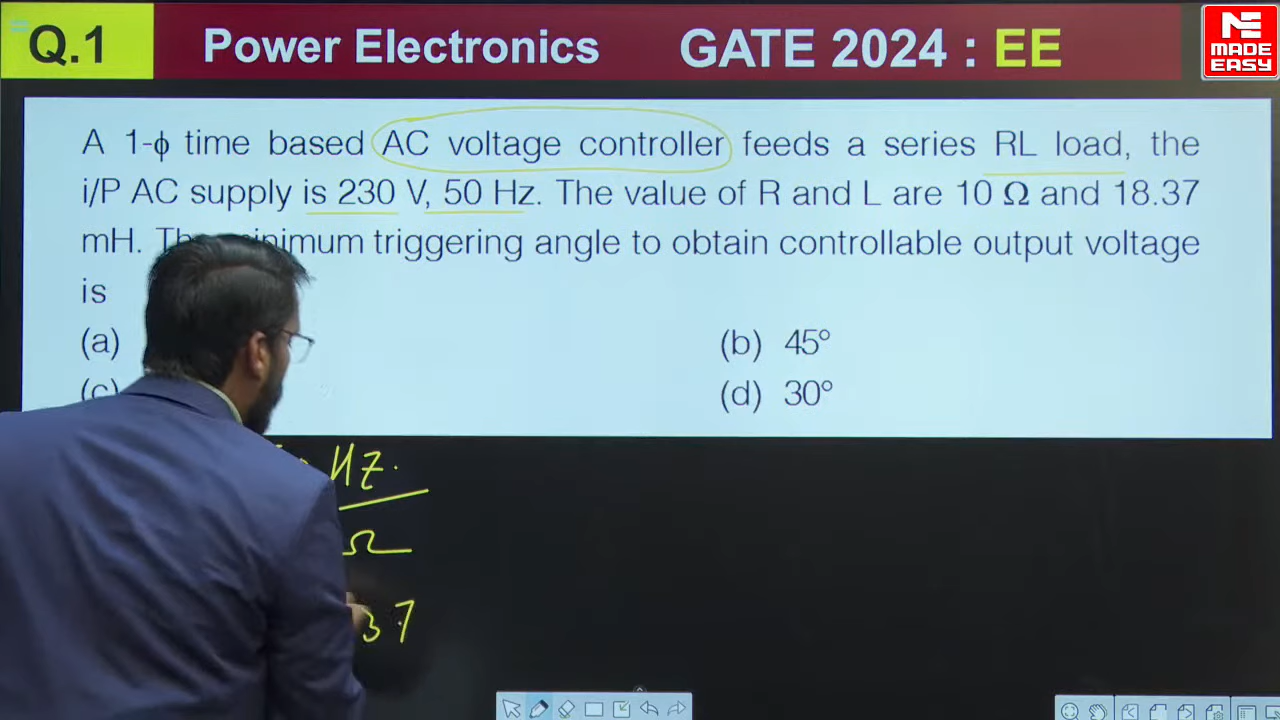 Q.1 Power Electronics GATE 2024 : EE
ME
MADE
EASY
A 1-ϕ time based AC voltage controller feeds a series RL load, the
i/P AC supply is 230 V, 50 Hz. The value of R and L are 10 Ω and 18.37
mH. The minimum triggering angle to obtain controllable output voltage
is
(a) (b) 45°
(c) (d) 30°
Hz.
Ω
37